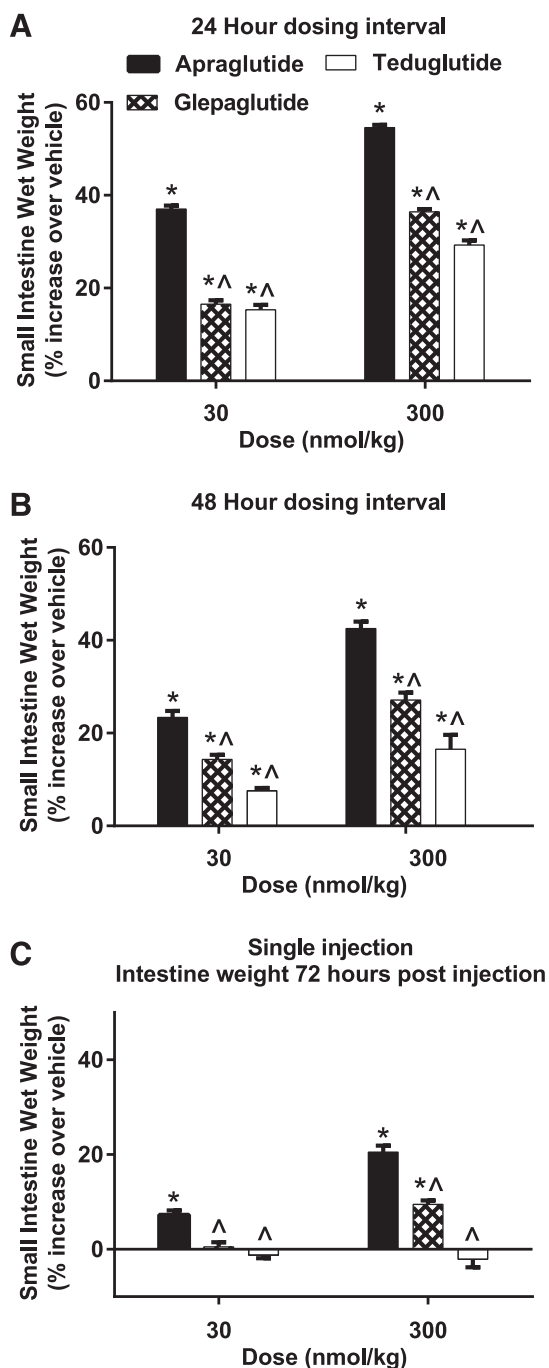 A
24 Hour dosing interval
Apraglutide
Teduglutide
Glepaglutide
Small Intestine Wet Weight
(% increase over vehicle)
60
40
20
0
*
*^
*^
*
*^
*^
30
300
Dose (nmol/kg)
B
48 Hour dosing interval
Small Intestine Wet Weight
(% increase over vehicle)
60
40
20
0
*
*^
*^
*
*^
*^
30
300
Dose (nmol/kg)
C
Single injection
Intestine weight 72 hours post injection
Small Intestine Wet Weight
(% increase over vehicle)
40
20
0
*
^
^
*
*^
^
30
300
Dose (nmol/kg)